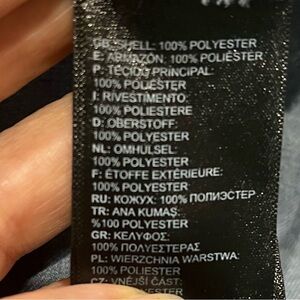 GB: SHELL: 100% POLYESTER
E: ARMAZÓN: 100% POLIÉSTER
P: TECIDO PRINCIPAL:
100% POLIÉSTER
I: RIVESTIMENTO:
100% POLIESTERE
D: OBERSTOFF:
100% POLYESTER
NL: OMHULSEL:
100% POLYESTER
F: ÉTOFFE EXTÉRIEURE:
100% POLYESTER
RU: КОЖУХ: 100% ПОЛИЭСТЕР
TR: ANA KUMAŞ:
%100 POLYESTER
GR: ΚΕΛΥΦΟΣ:
100% ΠΟΛΥΕΣΤΕΡΑΣ
PL: WIERZCHNIA WARSTWA:
100% POLIESTER
CZ: VNĚJŠÍ ČÁST:
100% POLYESTER